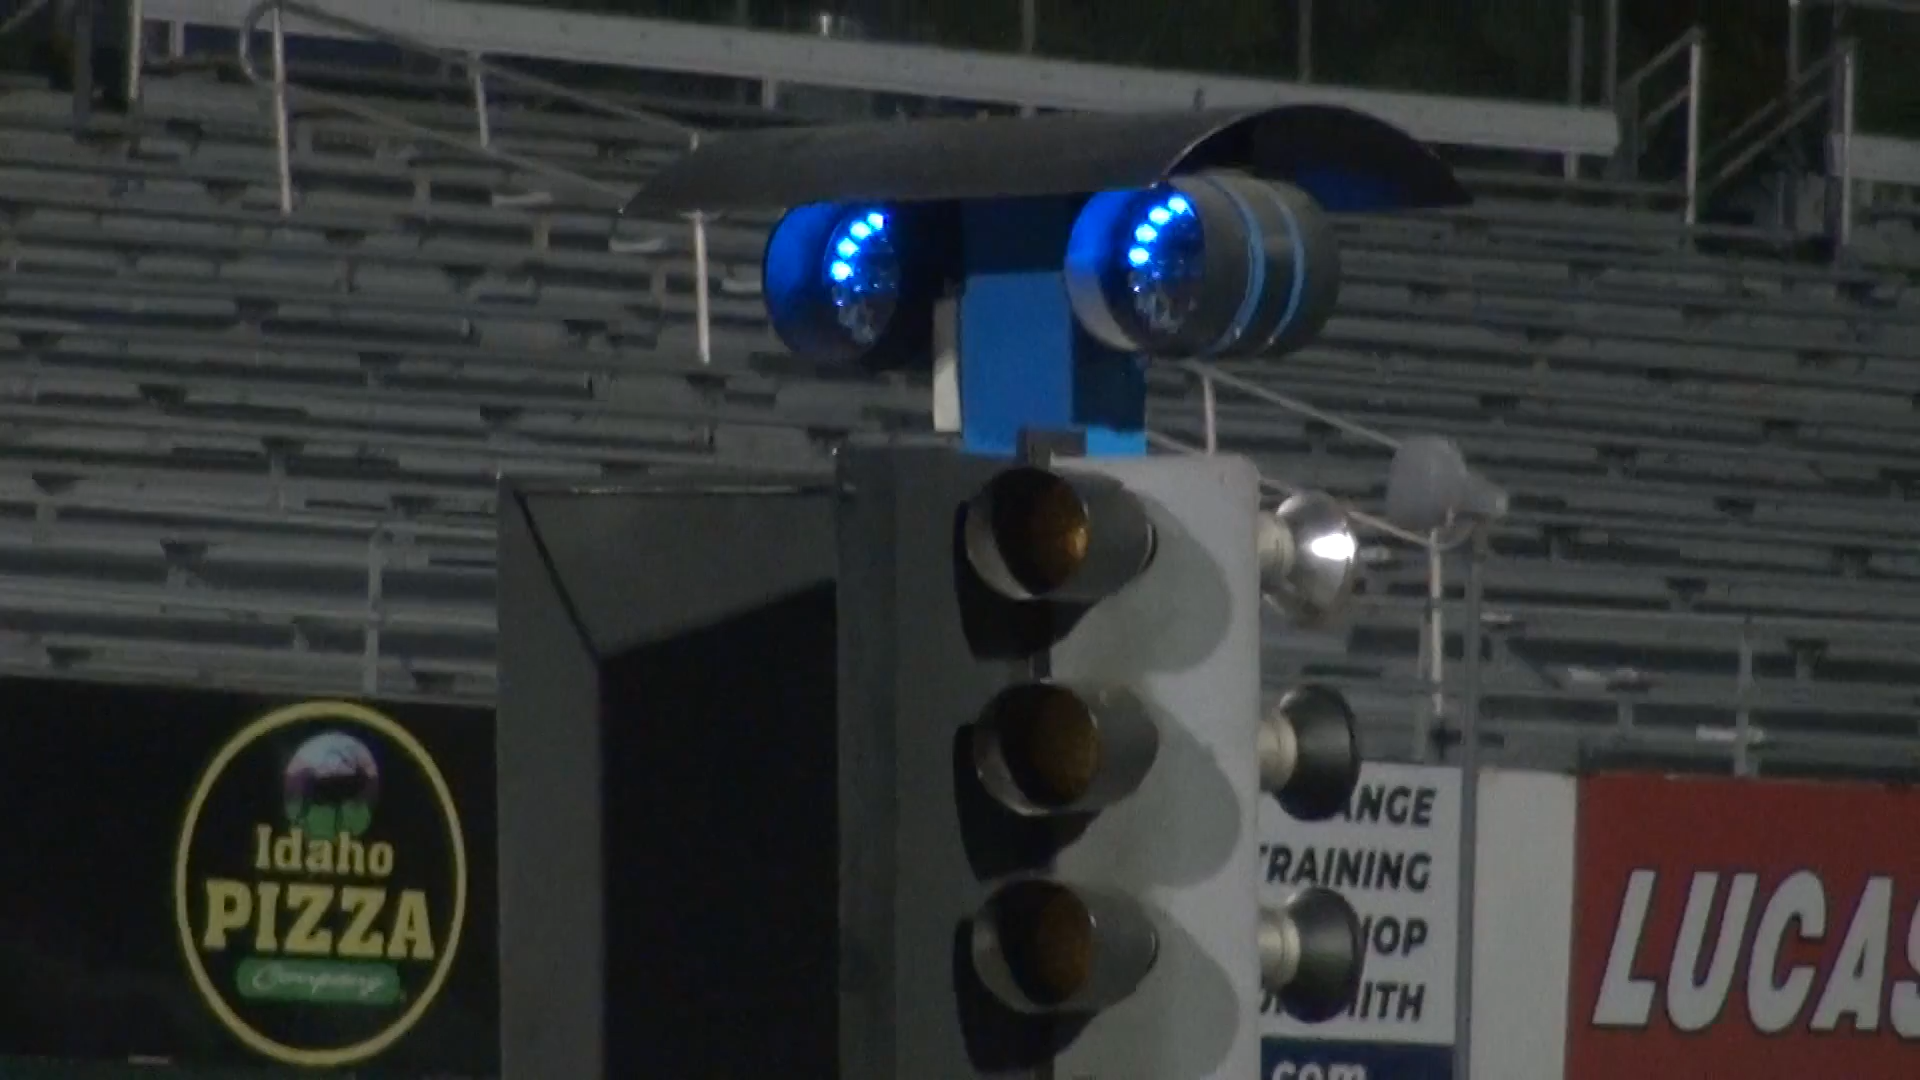 Idaho
PIZZA
Company
ANGE
TRAINING
HOP
ITH
LUCAS
.com